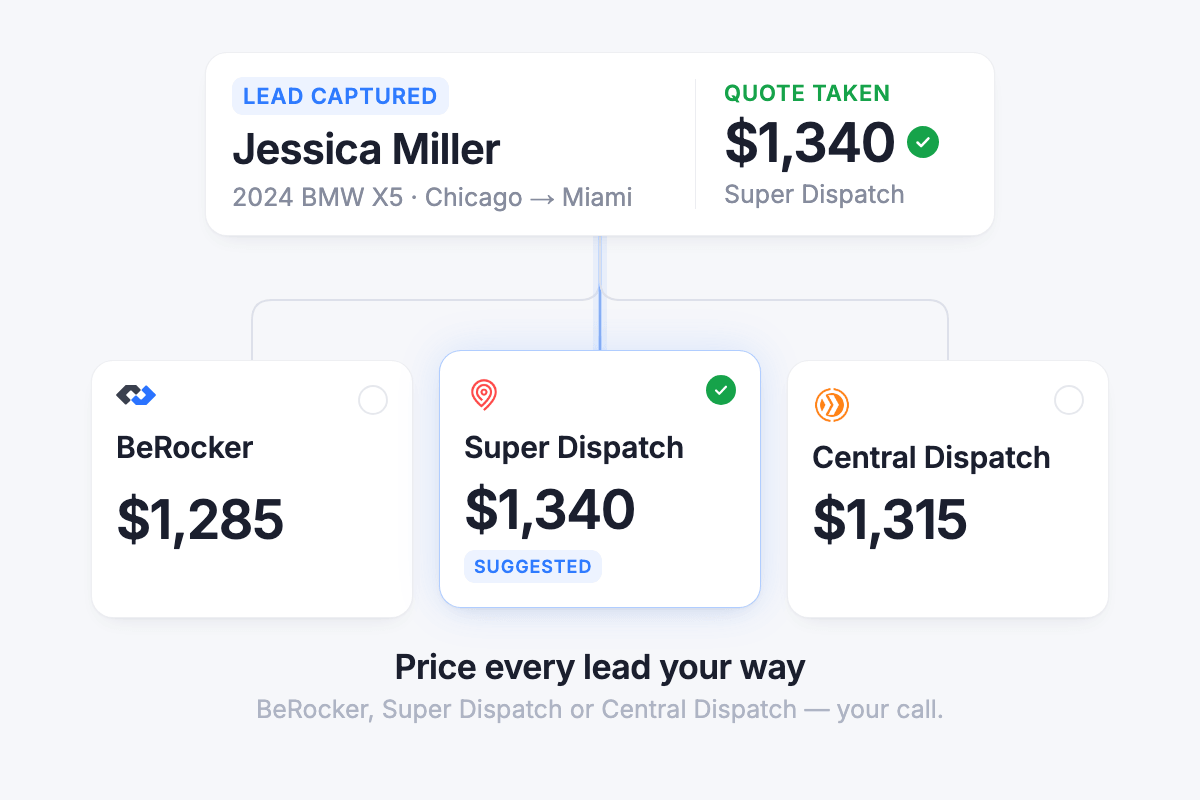 LEAD CAPTURED
Jessica Miller
2024 BMW X5 · Chicago → Miami
QUOTE TAKEN
$1,340
Super Dispatch
BeRocker
$1,285
Super Dispatch
$1,340
SUGGESTED
Central Dispatch
$1,315
Price every lead your way
BeRocker, Super Dispatch or Central Dispatch — your call.